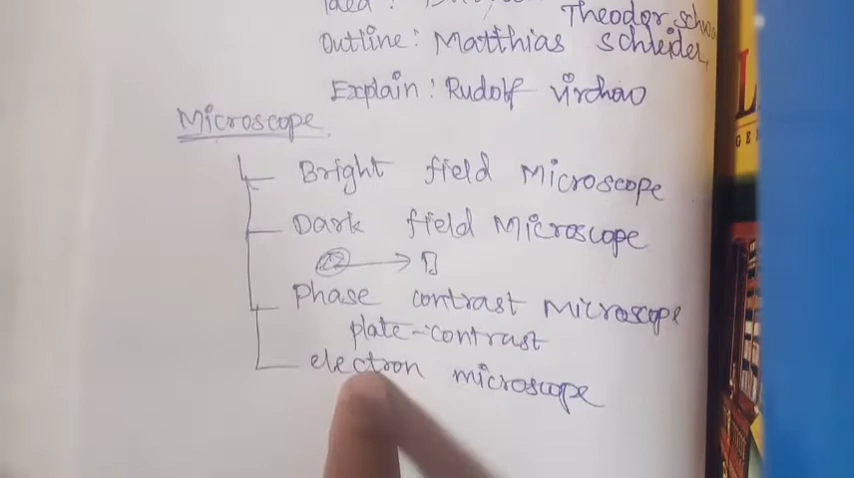 Idea :
Theodor
Outline : Matthias Schleider,
Explain : Rudolf Virchow
Microscope
Bright field Microscope
Dark field Microscope
Phase contrast Microscope
plate - contrast
electron microscope